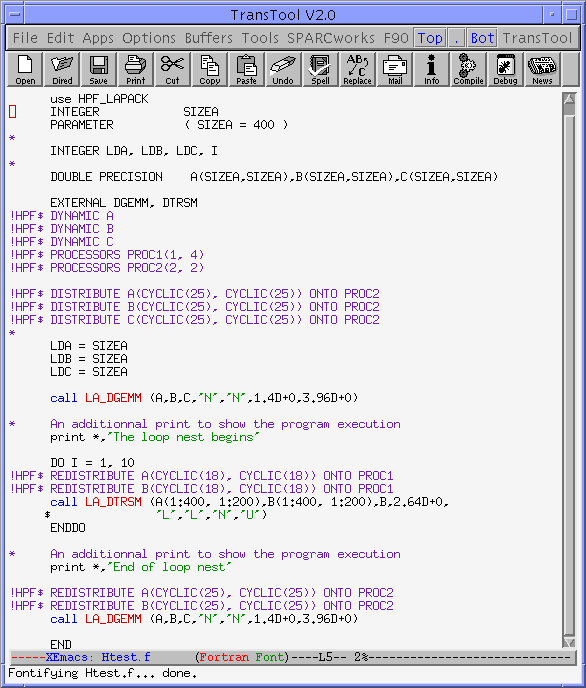 TransTool V2.0
File Edit Apps Options Buffers Tools SPARCworks F90 Top . Bot TransTool
Open Dired Save Print Cut Copy Paste Undo Spell Replace Mail Info Compile Debug News
use HPF_LAPACK
INTEGER SIZEA
PARAMETER ( SIZEA = 400 )
*
INTEGER LDA, LDB, LDC, I
*
DOUBLE PRECISION A(SIZEA,SIZEA),B(SIZEA,SIZEA),C(SIZEA,SIZEA)
EXTERNAL DGEMM, DTRSM
!HPF$ DYNAMIC A
!HPF$ DYNAMIC B
!HPF$ DYNAMIC C
!HPF$ PROCESSORS PROC1(1, 4)
!HPF$ PROCESSORS PROC2(2, 2)
!HPF$ DISTRIBUTE A(CYCLIC(25), CYCLIC(25)) ONTO PROC2
!HPF$ DISTRIBUTE B(CYCLIC(25), CYCLIC(25)) ONTO PROC2
!HPF$ DISTRIBUTE C(CYCLIC(25), CYCLIC(25)) ONTO PROC2
*
LDA = SIZEA
LDB = SIZEA
LDC = SIZEA
call LA_DGEMM (A,B,C,"N","N",1.4D+0,3.96D+0)
* An additionnal print to show the program execution
print *,"The loop nest begins"
DO I = 1, 10
!HPF$ REDISTRIBUTE A(CYCLIC(18), CYCLIC(18)) ONTO PROC1
!HPF$ REDISTRIBUTE B(CYCLIC(18), CYCLIC(18)) ONTO PROC1
call LA_DTRSM (A(1:400, 1:200),B(1:400, 1:200),B,2.64D+0,
$ "L","L","N","U")
ENDDO
* An additionnal print to show the program execution
print *,"End of loop nest"
!HPF$ REDISTRIBUTE A(CYCLIC(25), CYCLIC(25)) ONTO PROC2
!HPF$ REDISTRIBUTE B(CYCLIC(25), CYCLIC(25)) ONTO PROC2
call LA_DGEMM (A,B,C,"N","N",1.4D+0,3.96D+0)
END
-----XEmacs: Htest.f (Fortran Font)----L5-- 2%------------------------------
Fontifying Htest.f... done.